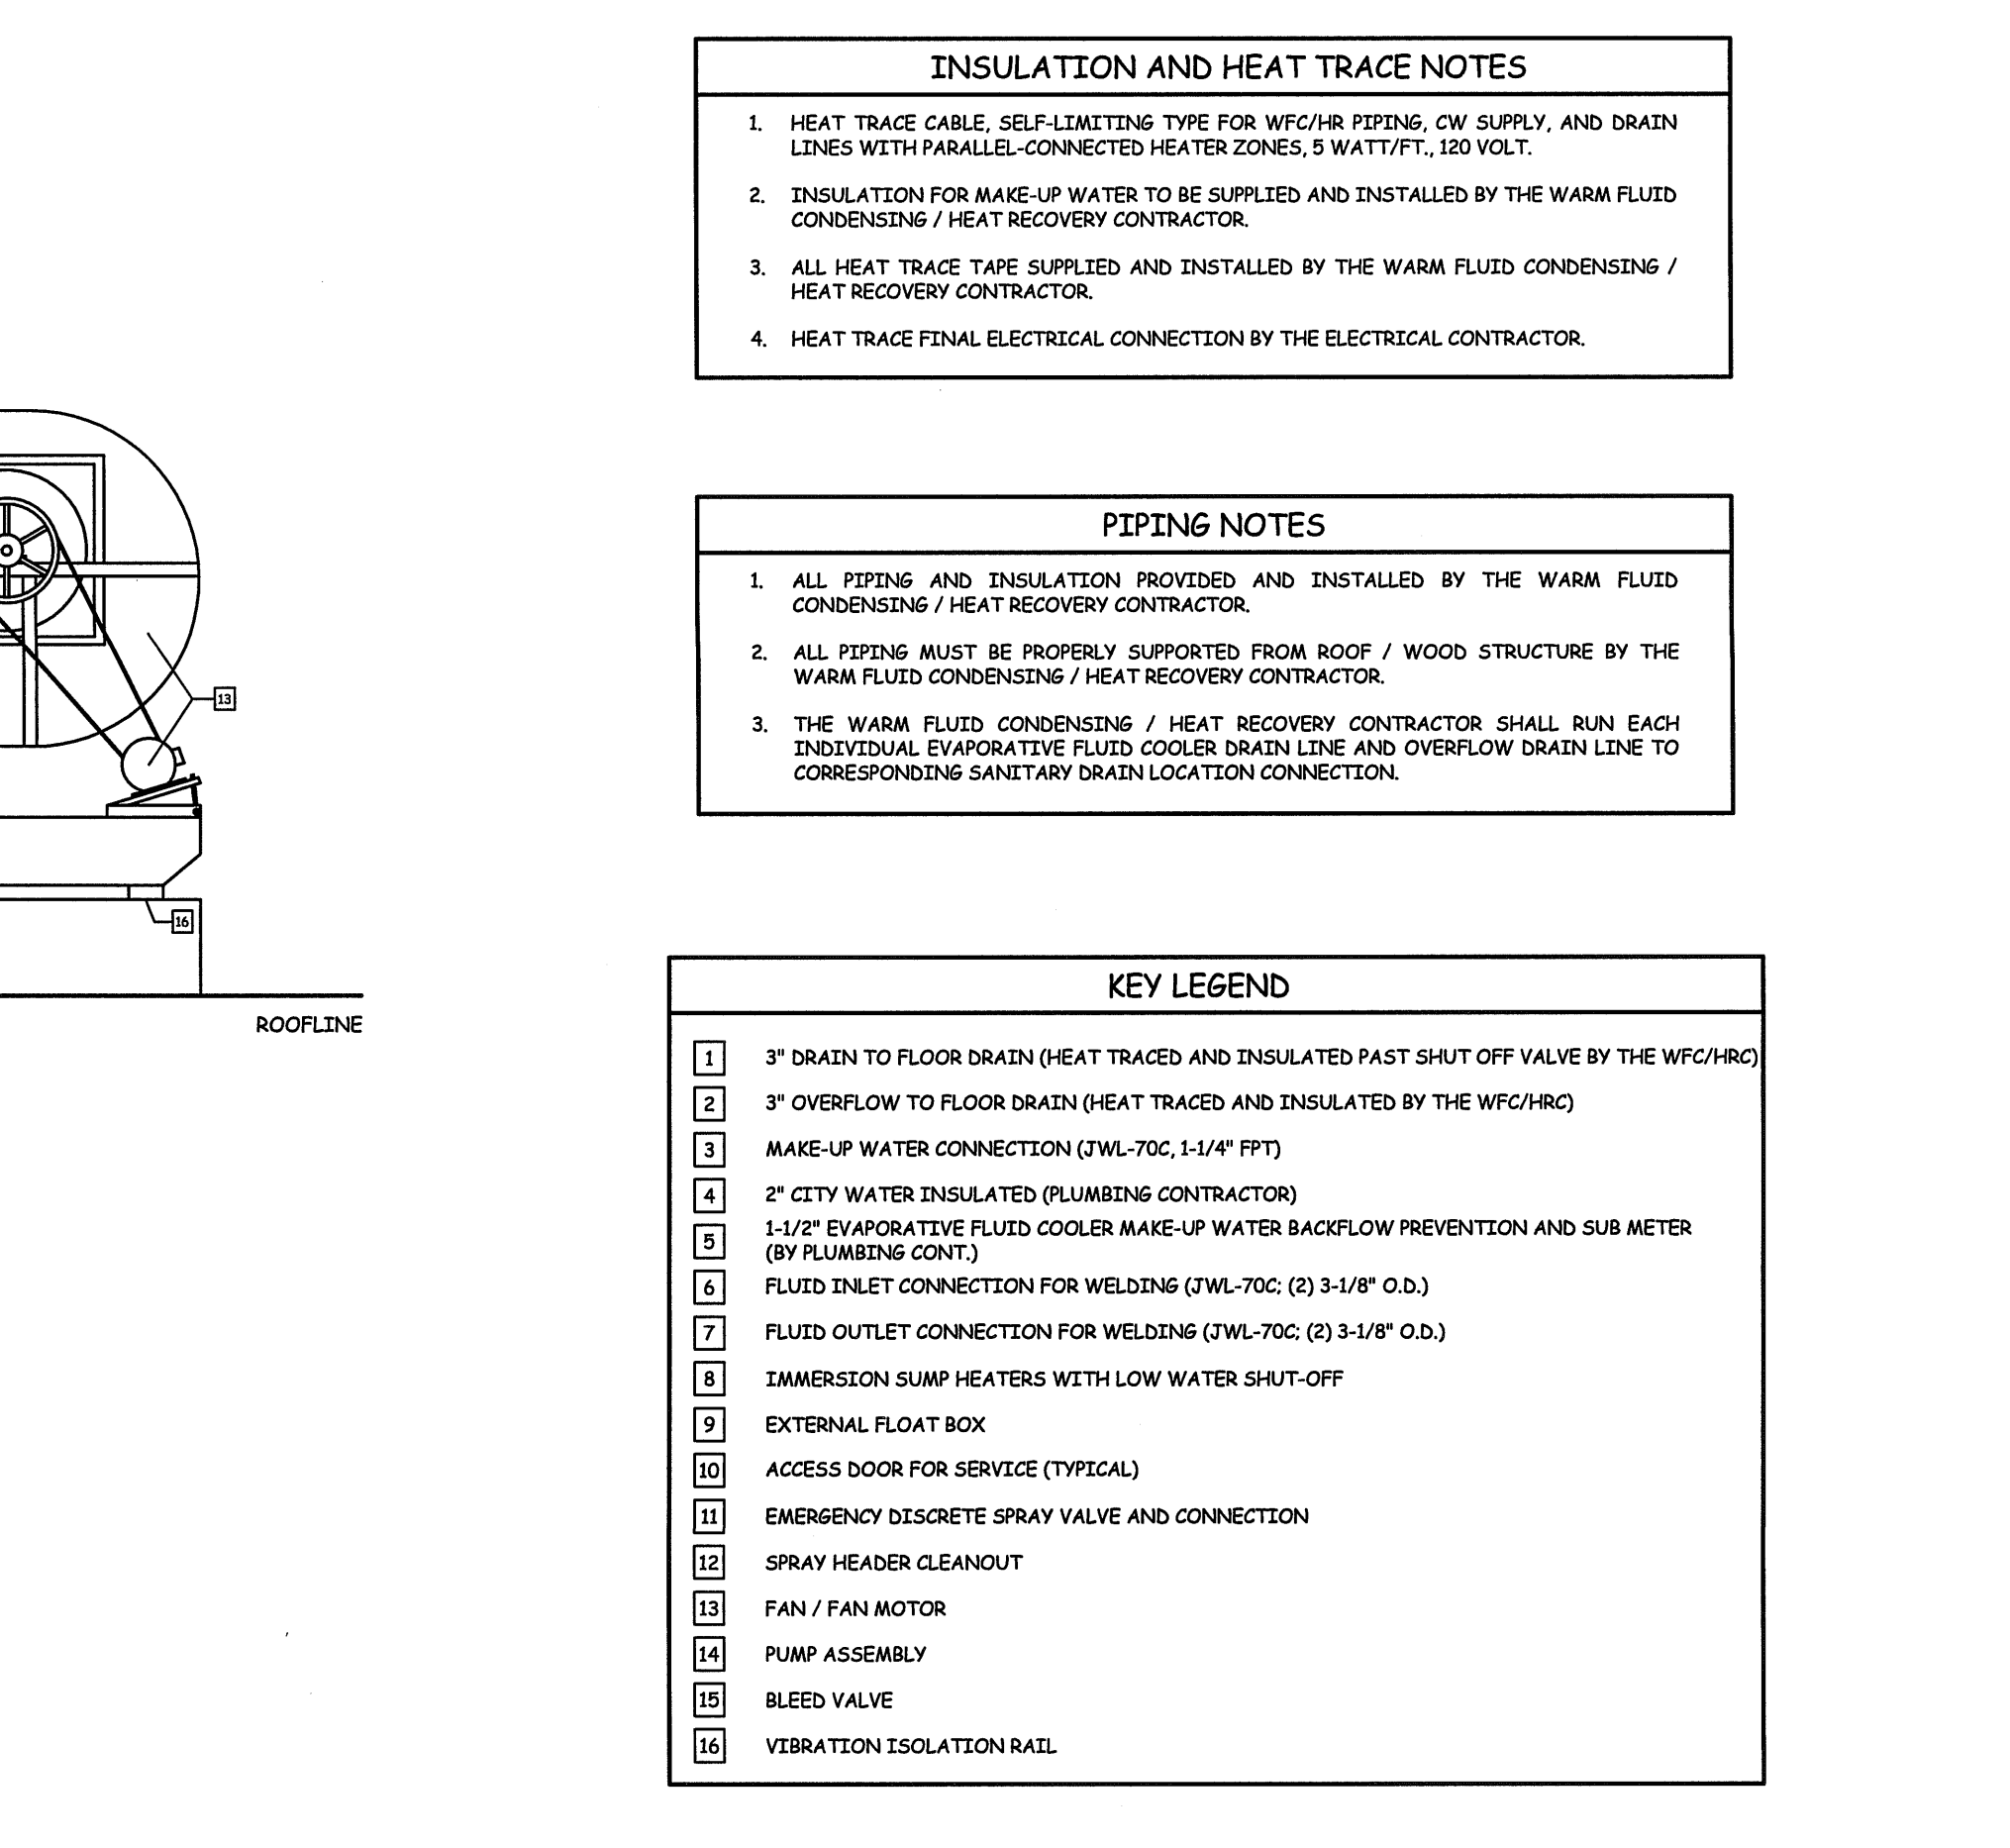 INSULATION AND HEAT TRACE NOTES
1. HEAT TRACE CABLE, SELF-LIMITING TYPE FOR WFC/HR PIPING, CW SUPPLY, AND DRAIN
LINES WITH PARALLEL-CONNECTED HEATER ZONES, 5 WATT/FT., 120 VOLT.
2. INSULATION FOR MAKE-UP WATER TO BE SUPPLIED AND INSTALLED BY THE WARM FLUID
CONDENSING / HEAT RECOVERY CONTRACTOR.
3. ALL HEAT TRACE TAPE SUPPLIED AND INSTALLED BY THE WARM FLUID CONDENSING /
HEAT RECOVERY CONTRACTOR.
4. HEAT TRACE FINAL ELECTRICAL CONNECTION BY THE ELECTRICAL CONTRACTOR.
13
16
ROOFLINE
PIPING NOTES
1. ALL PIPING AND INSULATION PROVIDED AND INSTALLED BY THE WARM FLUID
CONDENSING / HEAT RECOVERY CONTRACTOR.
2. ALL PIPING MUST BE PROPERLY SUPPORTED FROM ROOF / WOOD STRUCTURE BY THE
WARM FLUID CONDENSING / HEAT RECOVERY CONTRACTOR.
3. THE WARM FLUID CONDENSING / HEAT RECOVERY CONTRACTOR SHALL RUN EACH
INDIVIDUAL EVAPORATIVE FLUID COOLER DRAIN LINE AND OVERFLOW DRAIN LINE TO
CORRESPONDING SANITARY DRAIN LOCATION CONNECTION.
KEY LEGEND
1 3" DRAIN TO FLOOR DRAIN (HEAT TRACED AND INSULATED PAST SHUT OFF VALVE BY THE WFC/HRC)
2 3" OVERFLOW TO FLOOR DRAIN (HEAT TRACED AND INSULATED BY THE WFC/HRC)
3 MAKE-UP WATER CONNECTION (JWL-70C, 1-1/4" FPT)
4 2" CITY WATER INSULATED (PLUMBING CONTRACTOR)
5 1-1/2" EVAPORATIVE FLUID COOLER MAKE-UP WATER BACKFLOW PREVENTION AND SUB METER
(BY PLUMBING CONT.)
6 FLUID INLET CONNECTION FOR WELDING (JWL-70C; (2) 3-1/8" O.D.)
7 FLUID OUTLET CONNECTION FOR WELDING (JWL-70C; (2) 3-1/8" O.D.)
8 IMMERSION SUMP HEATERS WITH LOW WATER SHUT-OFF
9 EXTERNAL FLOAT BOX
10 ACCESS DOOR FOR SERVICE (TYPICAL)
11 EMERGENCY DISCRETE SPRAY VALVE AND CONNECTION
12 SPRAY HEADER CLEANOUT
13 FAN / FAN MOTOR
14 PUMP ASSEMBLY
15 BLEED VALVE
16 VIBRATION ISOLATION RAIL